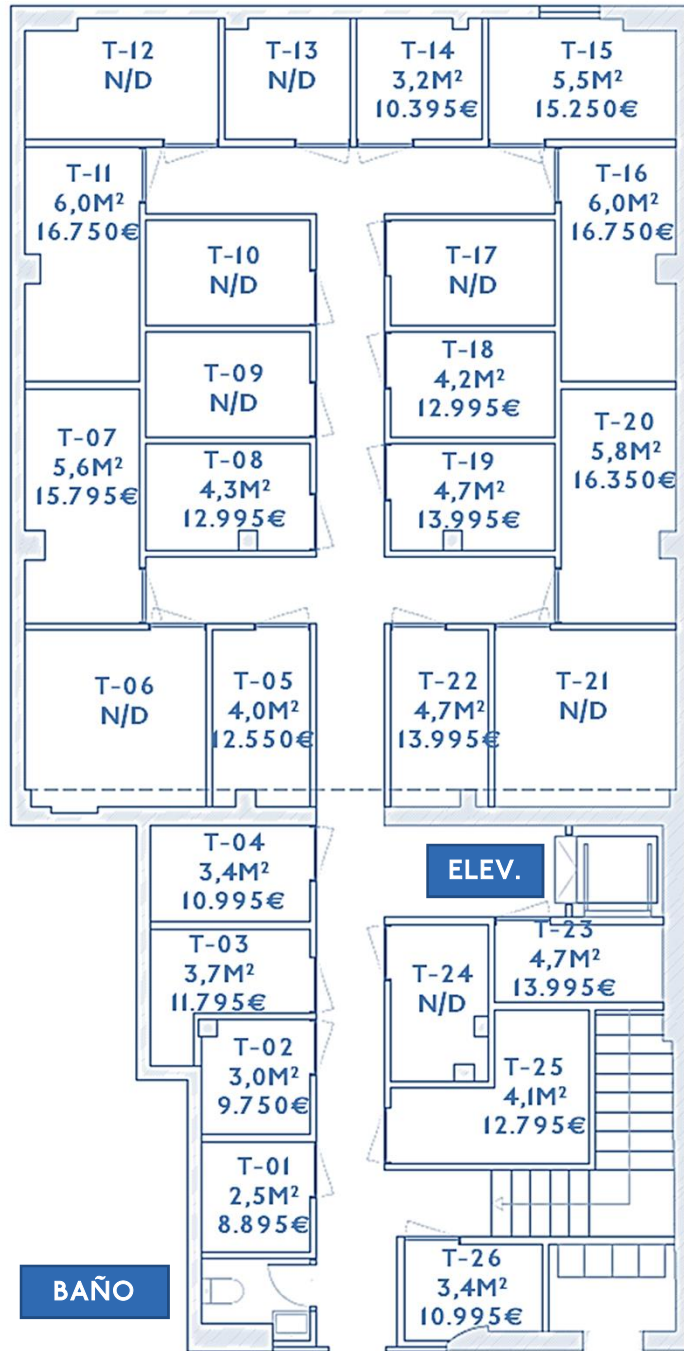 T-12
N/D
T-13
N/D
T-14
3,2M²
10.395€
T-15
5,5M²
15.250€
T-11
6,0M²
16.750€
T-16
6,0M²
16.750€
T-10
N/D
T-17
N/D
T-09
N/D
T-18
4,2M²
12.995€
T-07
5,6M²
15.795€
T-08
4,3M²
12.995€
T-19
4,7M²
13.995€
T-20
5,8M²
16.350€
T-06
N/D
T-05
4,0M²
12.550€
T-22
4,7M²
13.995€
T-21
N/D
T-04
3,4M²
10.995€
ELEV.
T-03
3,7M²
11.795€
T-24
N/D
T-23
4,7M²
13.995€
T-02
3,0M²
9.750€
T-25
4,1M²
12.795€
T-01
2,5M²
8.895€
BAÑO
T-26
3,4M²
10.995€